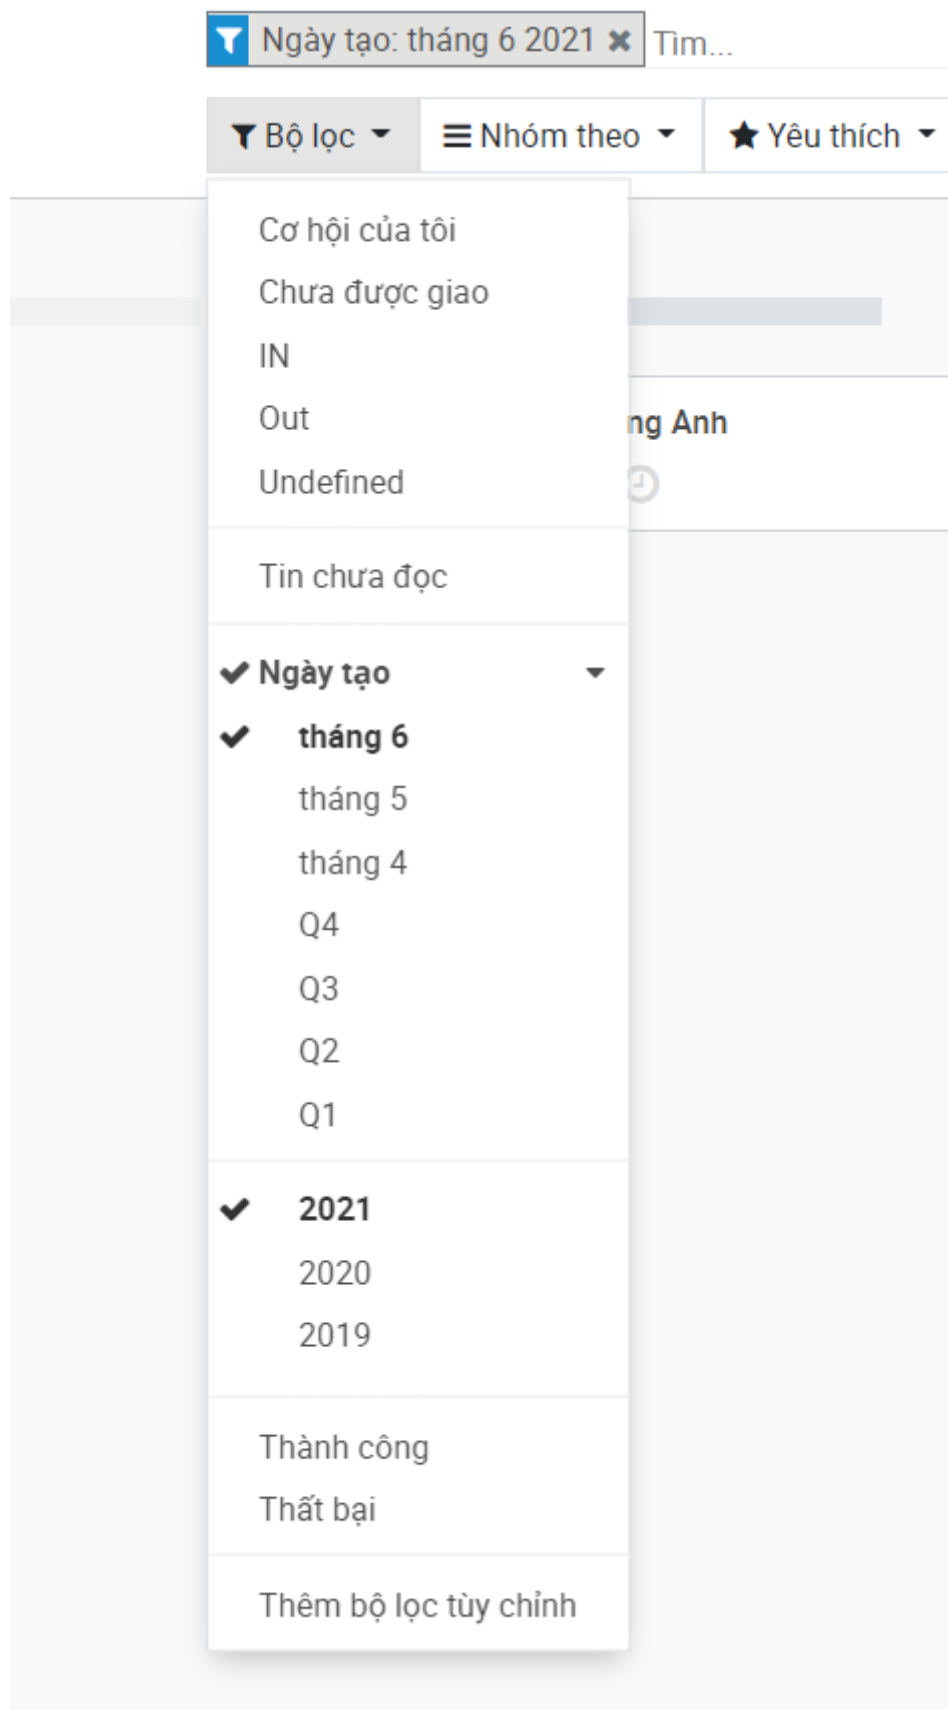 Ngày tạo: tháng 6 2021 Tìm...
Bộ lọc Nhóm theo Yêu thích
Cơ hội của tôi
Chưa được giao
IN
Out
ng Anh
Undefined
Tin chưa đọc
Ngày tạo
tháng 6
tháng 5
tháng 4
Q4
Q3
Q2
Q1
2021
2020
2019
Thành công
Thất bại
Thêm bộ lọc tùy chỉnh